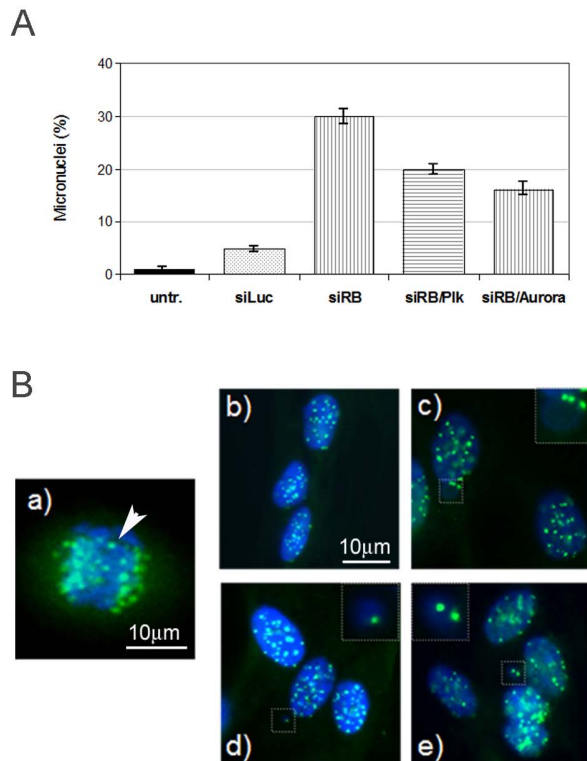 A
Micronuclei (%)
40
30
20
10
0
untr.
siLuc
siRB
siRB/Plk
siRB/Aurora
B
a)
10μm
b)
10μm
c)
d)
e)